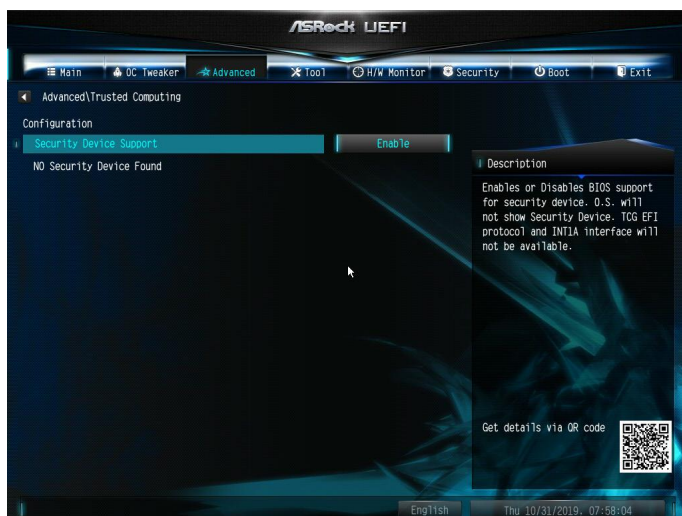 ASRock UEFI
Main OC Tweaker Advanced Tool H/W Monitor Security Boot Exit
Advanced\Trusted Computing
Configuration
Security Device Support Enable
NO Security Device Found
Description
Enables or Disables BIOS support
for security device. O.S. will
not show Security Device. TCG EFI
protocol and INT1A interface will
not be available.
Get details via QR code
English Thu 10/31/2019. 07:58:04